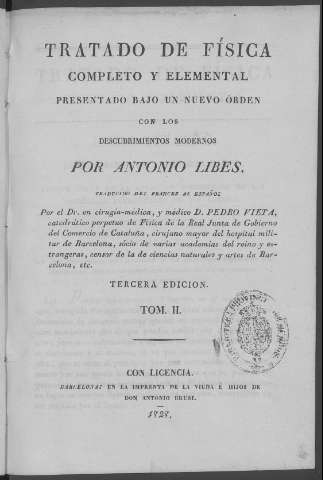 TRATADO DE FÍSICA
COMPLETO Y ELEMENTAL
PRESENTADO BAJO UN NUEVO ÓRDEN
CON LOS
DESCUBRIMIENTOS MODERNOS
POR ANTONIO LIBES,
TRADUCIDO DEL FRANCES AL ESPAÑOL
Por el Dr. en cirugía-médica, y médico D. PEDRO VIETA,
catedrático perpetuo de Física de la Real Junta de Gobierno
del Comercio de Cataluña, cirujano mayor del hospital mili-
tar de Barcelona, sócio de varias academias del reino y es-
trangeras, censor de la de ciencias naturales y artes de Bar-
celona, etc.
TERCERA EDICION.
TOM. II.
CON LICENCIA.
BARCELONA: EN LA IMPRENTA DE LA VIUDA É HIJOS DE
DON ANTONIO BRUSI.